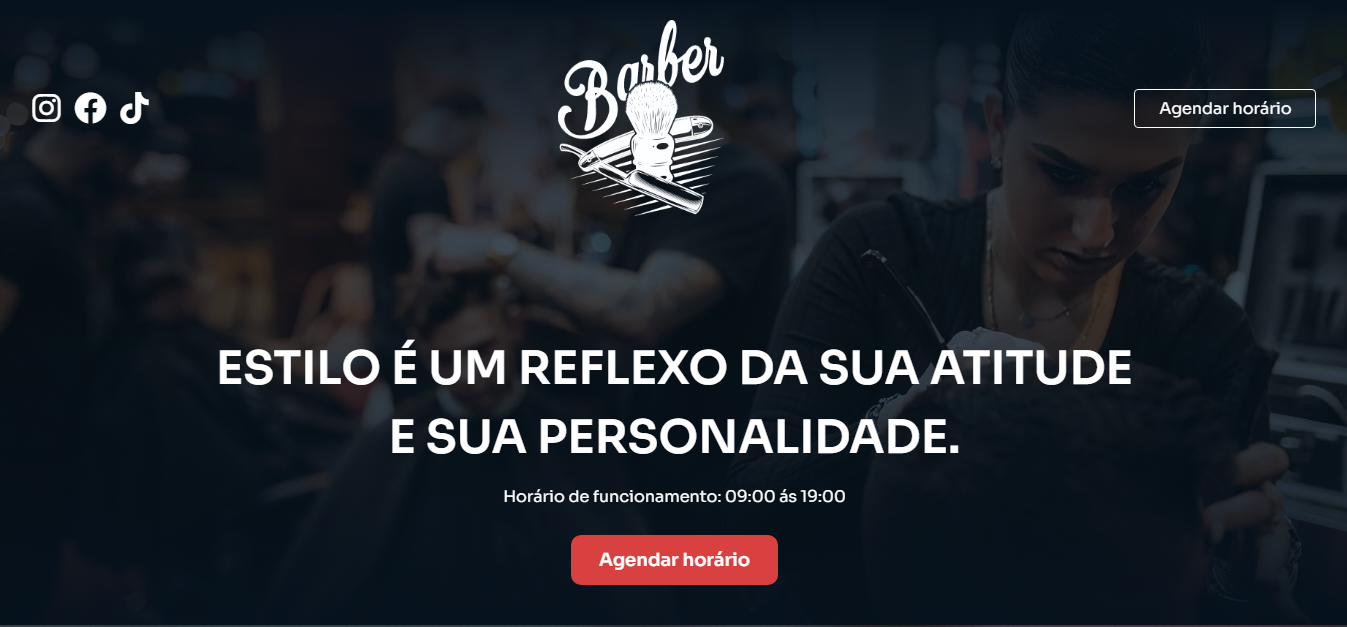 Barber
Agendar horário
ESTILO É UM REFLEXO DA SUA ATITUDE
E SUA PERSONALIDADE.
Horário de funcionamento: 09:00 ás 19:00
Agendar horário